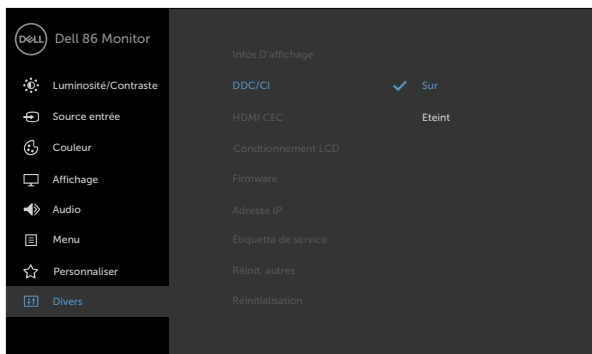 DELL Dell 86 Monitor
Infos D'affichage
Luminosité/Contraste DDC/CI Sur
Source entrée HDMI CEC Eteint
Couleur Condtionnement LCD
Affichage Firmware
Audio Adresse IP
Menu Étiquette de service
Personnaliser Réinit. autres
Divers Réinitialisation